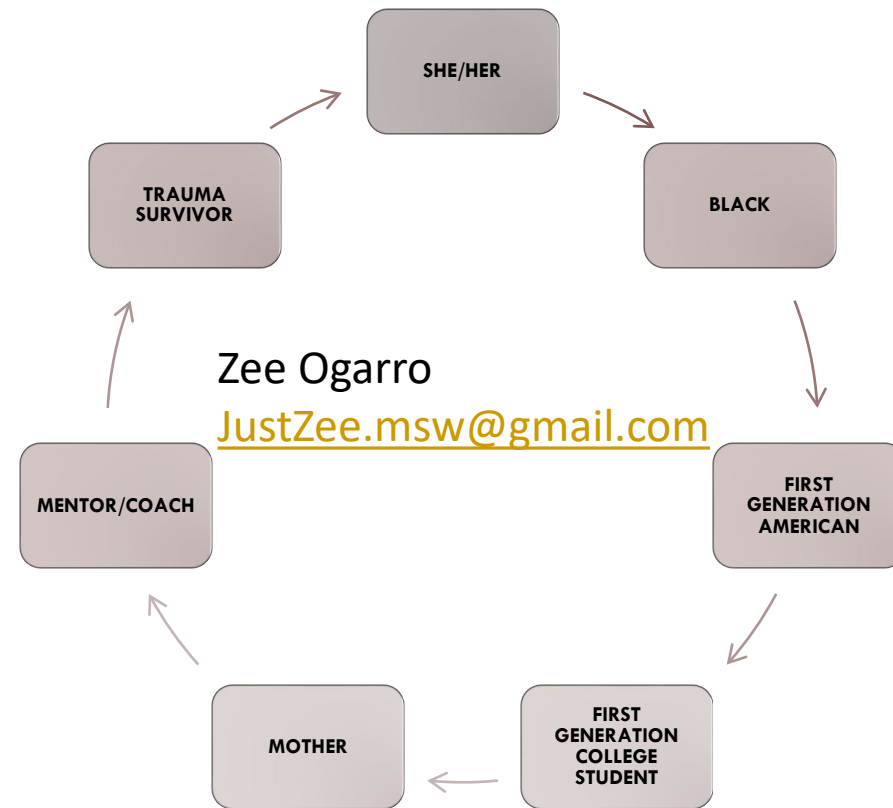 SHE/HER
BLACK
FIRST
GENERATION
AMERICAN
FIRST
GENERATION
COLLEGE
STUDENT
MOTHER
MENTOR/COACH
TRAUMA
SURVIVOR
Zee Ogarro
JustZee.msw@gmail.com